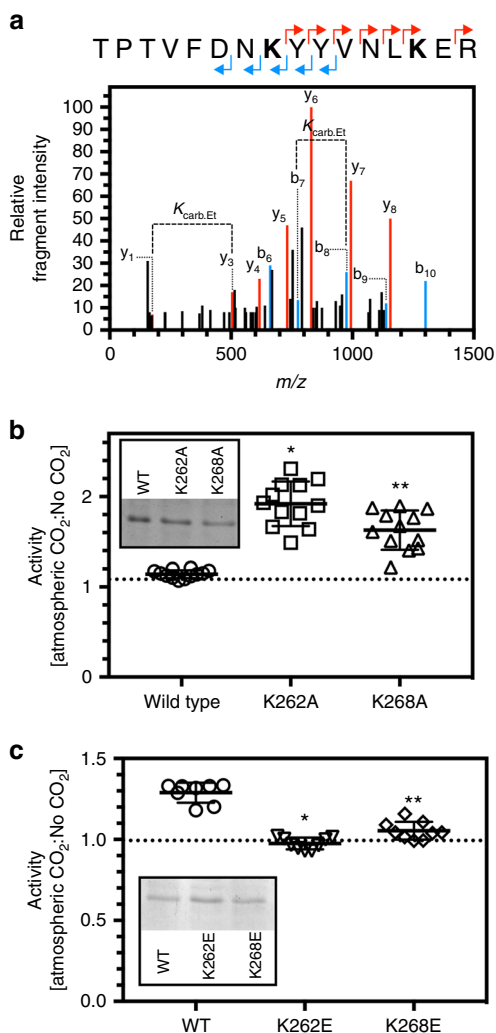 a
TPTVFDNKYYVNLKER
Relative
fragment intensity
100
90
80
70
60
50
40
30
20
10
0
y1
Kcarb.Et
y3
y4
b6
y5
b7
y6
Kcarb.Et
b8
y7
b9
y8
b10
0
500
1000
1500
m/z
b
Activity
[atmospheric CO2:No CO2]
2
1
0
WT
K262A
K268A
*
**
Wild type
K262A
K268A
c
Activity
[atmospheric CO2:No CO2]
1.5
1.0
0.5
0.0
*
**
WT
K262E
K268E
WT
K262E
K268E